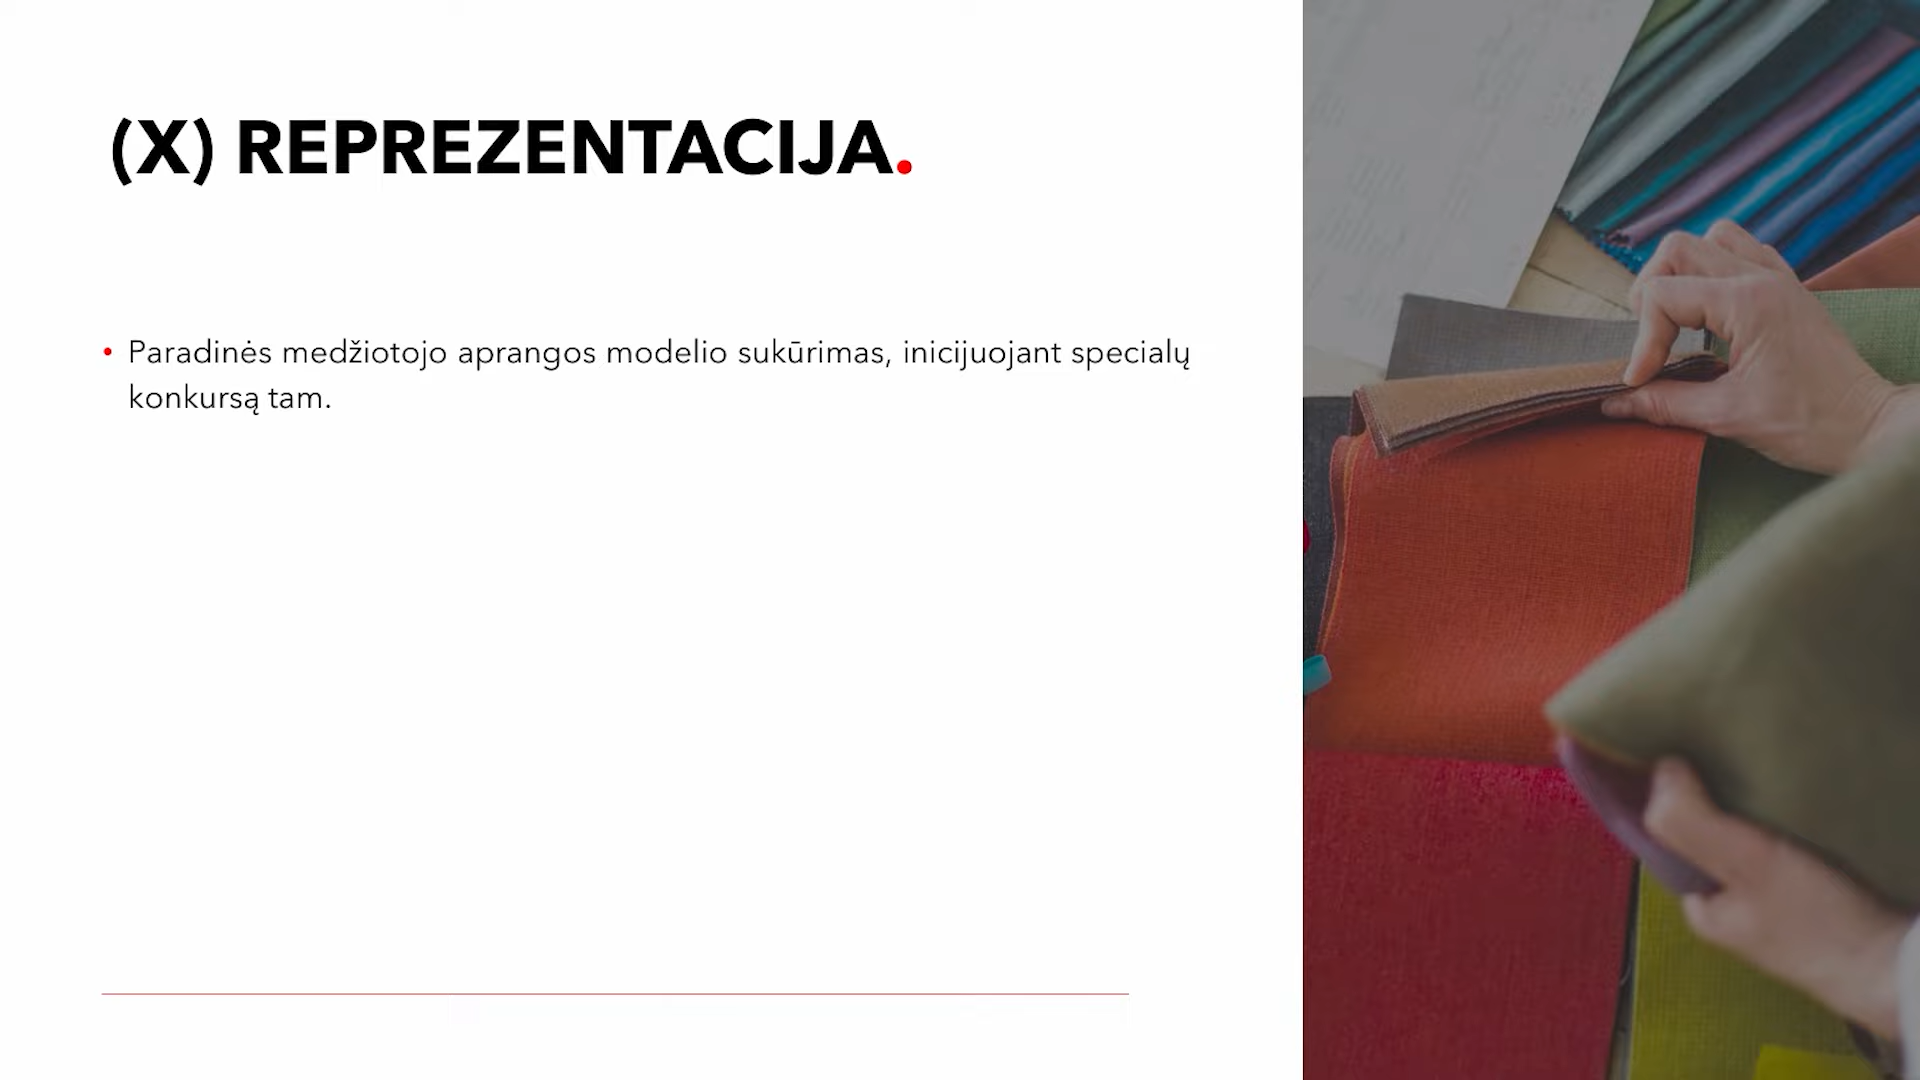 (X) REPREZENTACIJA.
• Paradinės medžiotojo aprangos modelio sukūrimas, inicijuojant specialų
konkursą tam.